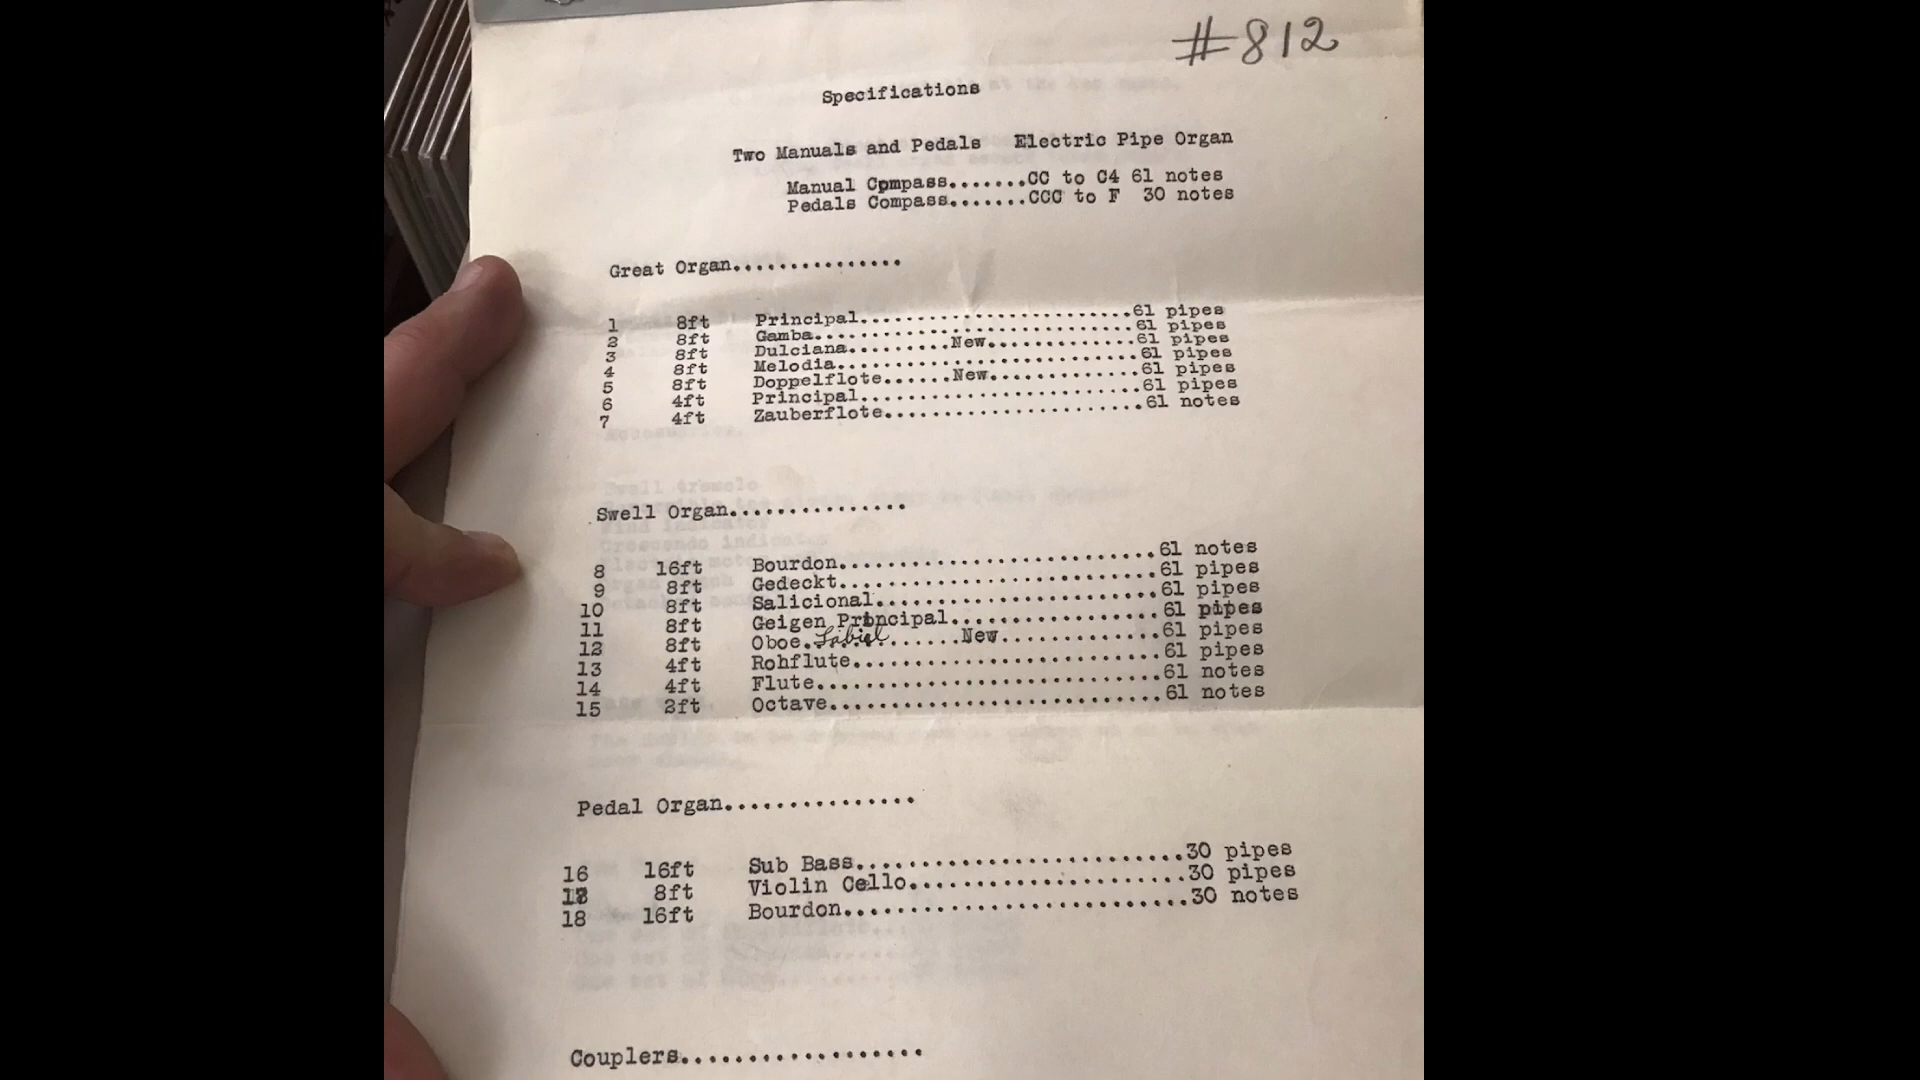 #812
Specifications
Two Manuals and Pedals Electric Pipe Organ
Manual Compass.......CC to C4 61 notes
Pedals Compass.......CCC to F 30 notes
Great Organ...............
1 8ft Principal.........................61 pipes
2 8ft Gamba.............................61 pipes
3 8ft Dulciana.........New.............61 pipes
4 8ft Melodia...........................61 pipes
5 8ft Doppelflote......New.............61 pipes
6 4ft Principal.........................61 pipes
7 4ft Zauberflote.......................61 notes
Swell Organ...............
8 16ft Bourdon..........................61 notes
9 8ft Gedeckt...........................61 pipes
10 8ft Salicional.......................61 pipes
11 8ft Geigen Principal.................61 pipes
12 8ft Oboe.Labial.......New............61 pipes
13 4ft Rohflute.........................61 pipes
14 4ft Flute............................61 notes
15 2ft Octave...........................61 notes
Pedal Organ...............
16 16ft Sub Bass........................30 pipes
17 8ft Violin Cello.....................30 pipes
18 16ft Bourdon.........................30 notes
Couplers...................